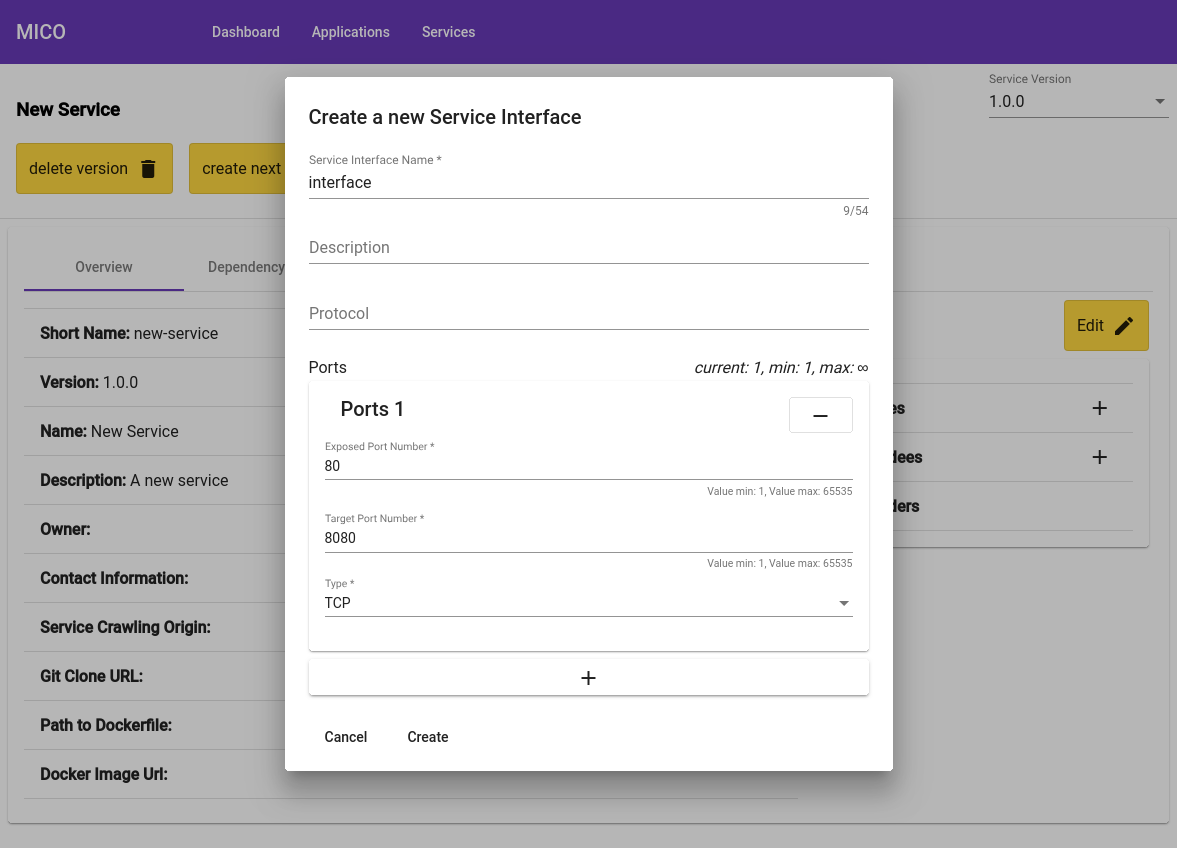 MICO Dashboard Applications Services
New Service
Service Version
1.0.0
delete version create next
Overview Dependency
Short Name: new-service
Version: 1.0.0
Name: New Service
Description: A new service
Owner:
Contact Information:
Service Crawling Origin:
Git Clone URL:
Path to Dockerfile:
Docker Image Url:
Edit
Create a new Service Interface
Service Interface Name *
interface
9/54
Description
Protocol
Ports current: 1, min: 1, max: ∞
Ports 1
Exposed Port Number *
80
Value min: 1, Value max: 65535
Target Port Number *
8080
Value min: 1, Value max: 65535
Type *
TCP
Cancel Create